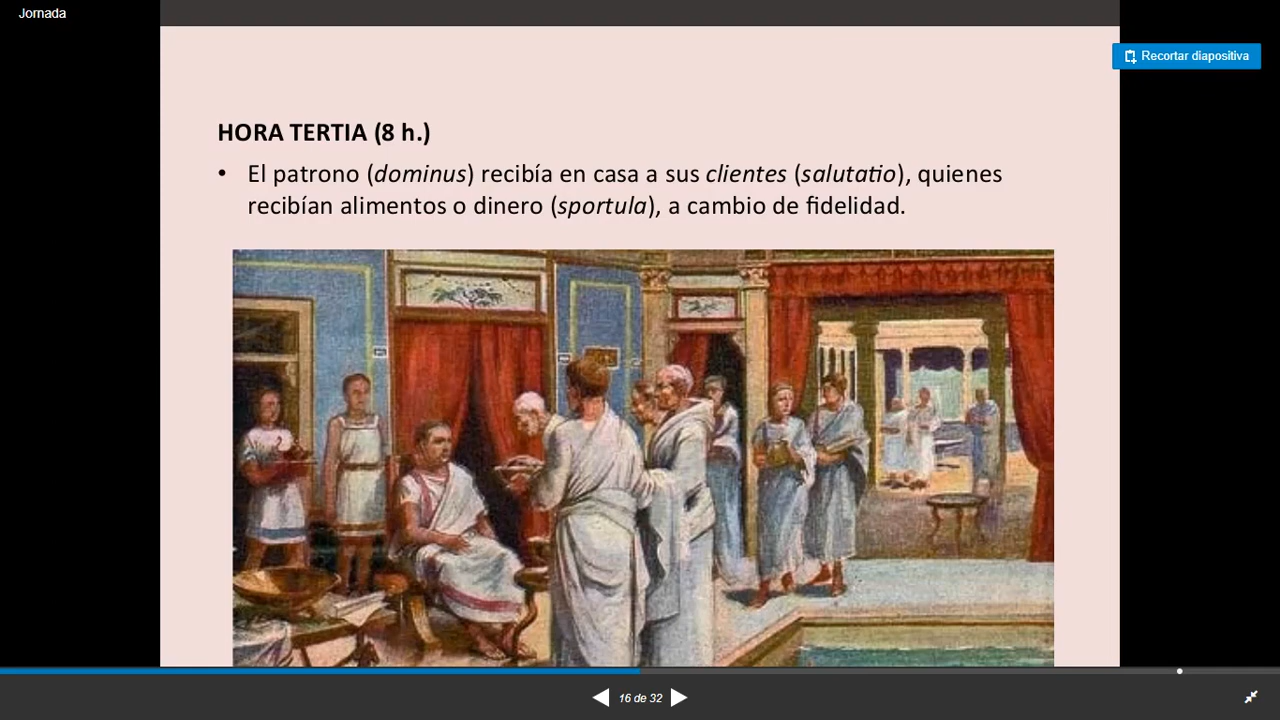 Jornada
Recortar diapositiva
HORA TERTIA (8 h.)
• El patrono (dominus) recibía en casa a sus clientes (salutatio), quienes
recibían alimentos o dinero (sportula), a cambio de fidelidad.
16 de 32